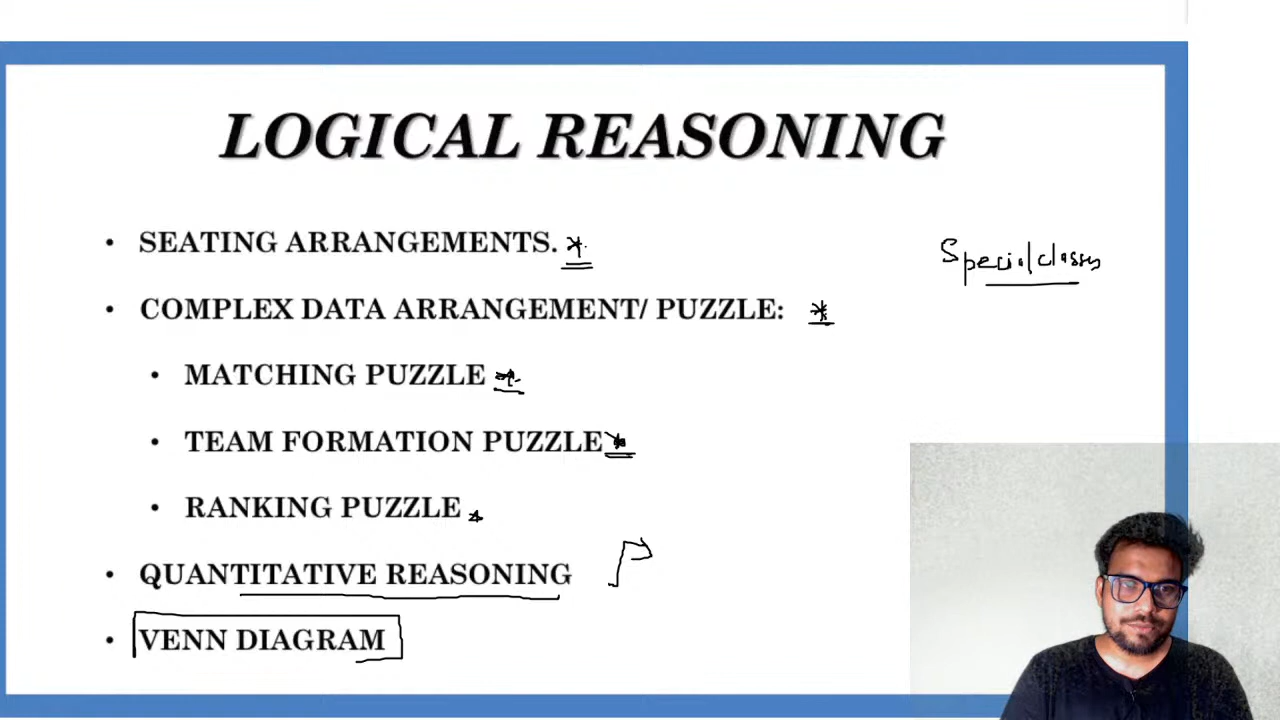 LOGICAL REASONING
• SEATING ARRANGEMENTS. *
• COMPLEX DATA ARRANGEMENT/ PUZZLE: *
• MATCHING PUZZLE *
• TEAM FORMATION PUZZLE *
• RANKING PUZZLE *
• QUANTITATIVE REASONING
• VENN DIAGRAM
Special classes